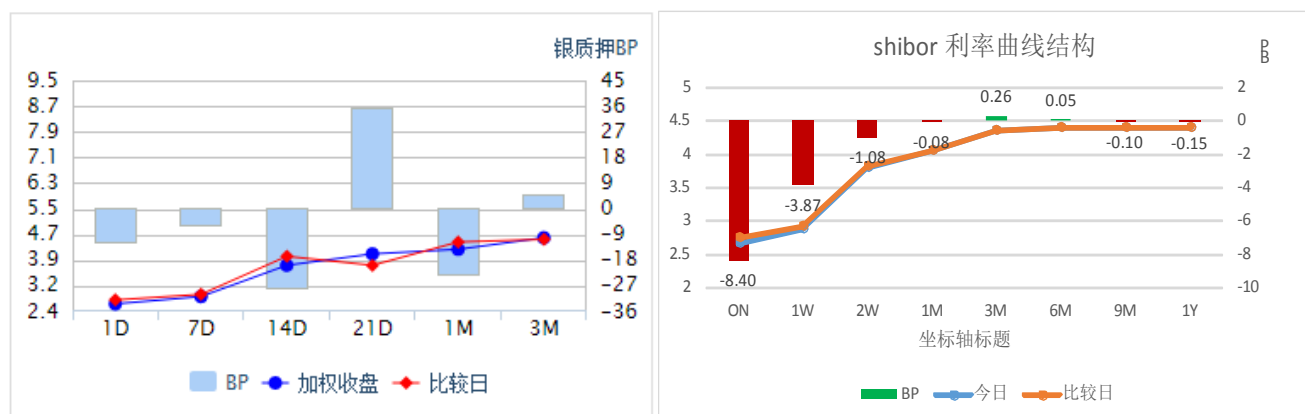 银质押BP
9.5 45
8.7 36
7.9 27
7.1 18
6.3 9
5.5 0
4.7 -9
3.9 -18
3.2 -27
2.4 -36
1D 7D 14D 21D 1M 3M
BP 加权收盘 比较日
shibor 利率曲线结构
BP
5 2
4.5 0
4 -2
3.5 -4
3 -6
2.5 -8
2 -10
0.26 0.05
-1.08 -0.08 -0.10 -0.15
-3.87
-8.40
ON 1W 2W 1M 3M 6M 9M 1Y
坐标轴标题
BP 今日 比较日